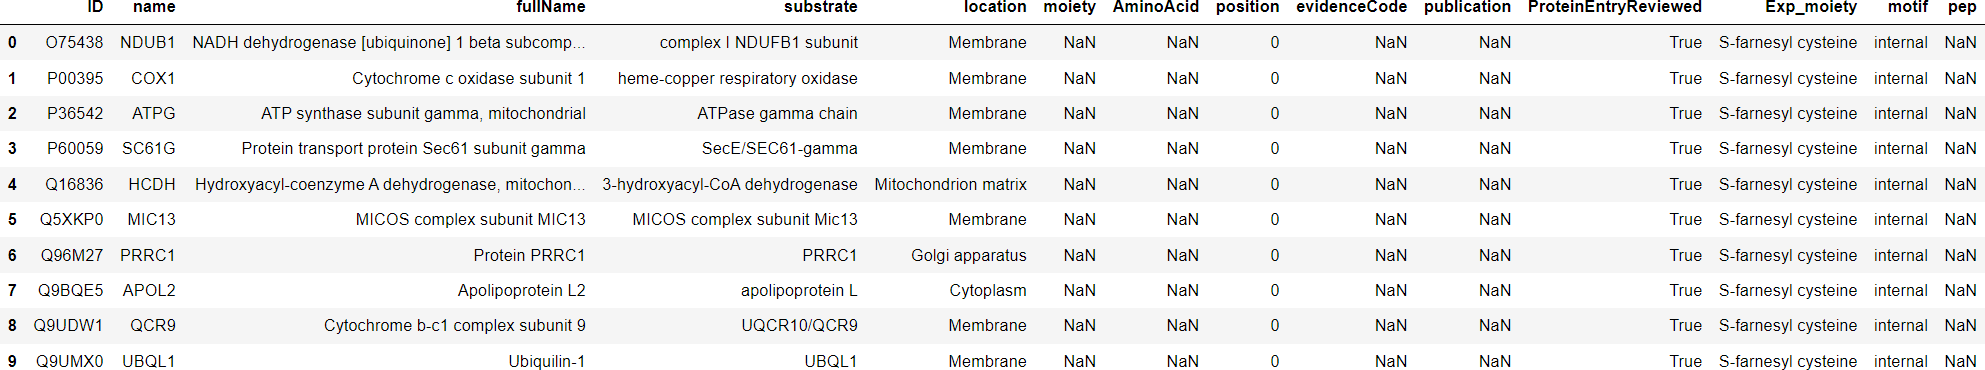 ID name fullName substrate location moiety AminoAcid position evidenceCode publication ProteinEntryReviewed Exp_moiety motif pep
0 O75438 NDUB1 NADH dehydrogenase [ubiquinone] 1 beta subcomp... complex I NDUFB1 subunit Membrane NaN NaN 0 NaN NaN True S-farnesyl cysteine internal NaN
1 P00395 COX1 Cytochrome c oxidase subunit 1 heme-copper respiratory oxidase Membrane NaN NaN 0 NaN NaN True S-farnesyl cysteine internal NaN
2 P36542 ATPG ATP synthase subunit gamma, mitochondrial ATPase gamma chain Membrane NaN NaN 0 NaN NaN True S-farnesyl cysteine internal NaN
3 P60059 SC61G Protein transport protein Sec61 subunit gamma SecE/SEC61-gamma Membrane NaN NaN 0 NaN NaN True S-farnesyl cysteine internal NaN
4 Q16836 HCDH Hydroxyacyl-coenzyme A dehydrogenase, mitochon... 3-hydroxyacyl-CoA dehydrogenase Mitochondrion matrix NaN NaN 0 NaN NaN True S-farnesyl cysteine internal NaN
5 Q5XKP0 MIC13 MICOS complex subunit MIC13 MICOS complex subunit Mic13 Membrane NaN NaN 0 NaN NaN True S-farnesyl cysteine internal NaN
6 Q96M27 PRRC1 Protein PRRC1 PRRC1 Golgi apparatus NaN NaN 0 NaN NaN True S-farnesyl cysteine internal NaN
7 Q9BQE5 APOL2 Apolipoprotein L2 apolipoprotein L Cytoplasm NaN NaN 0 NaN NaN True S-farnesyl cysteine internal NaN
8 Q9UDW1 QCR9 Cytochrome b-c1 complex subunit 9 UQCR10/QCR9 Membrane NaN NaN 0 NaN NaN True S-farnesyl cysteine internal NaN
9 Q9UMX0 UBQL1 Ubiquilin-1 UBQL1 Membrane NaN NaN 0 NaN NaN True S-farnesyl cysteine internal NaN